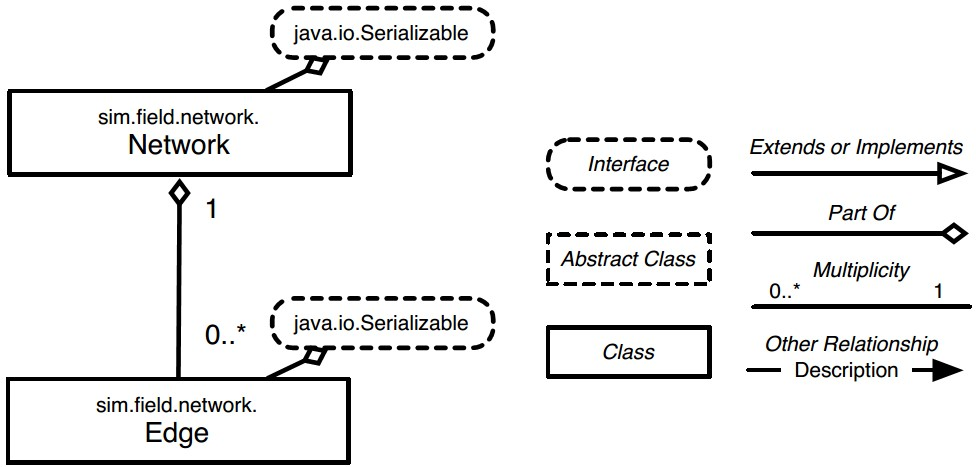 java.io.Serializable
sim.field.network.
Network
1
0..*
java.io.Serializable
sim.field.network.
Edge
Interface
Abstract Class
Class
Extends or Implements
Part Of
Multiplicity
0..* 1
Other Relationship
Description